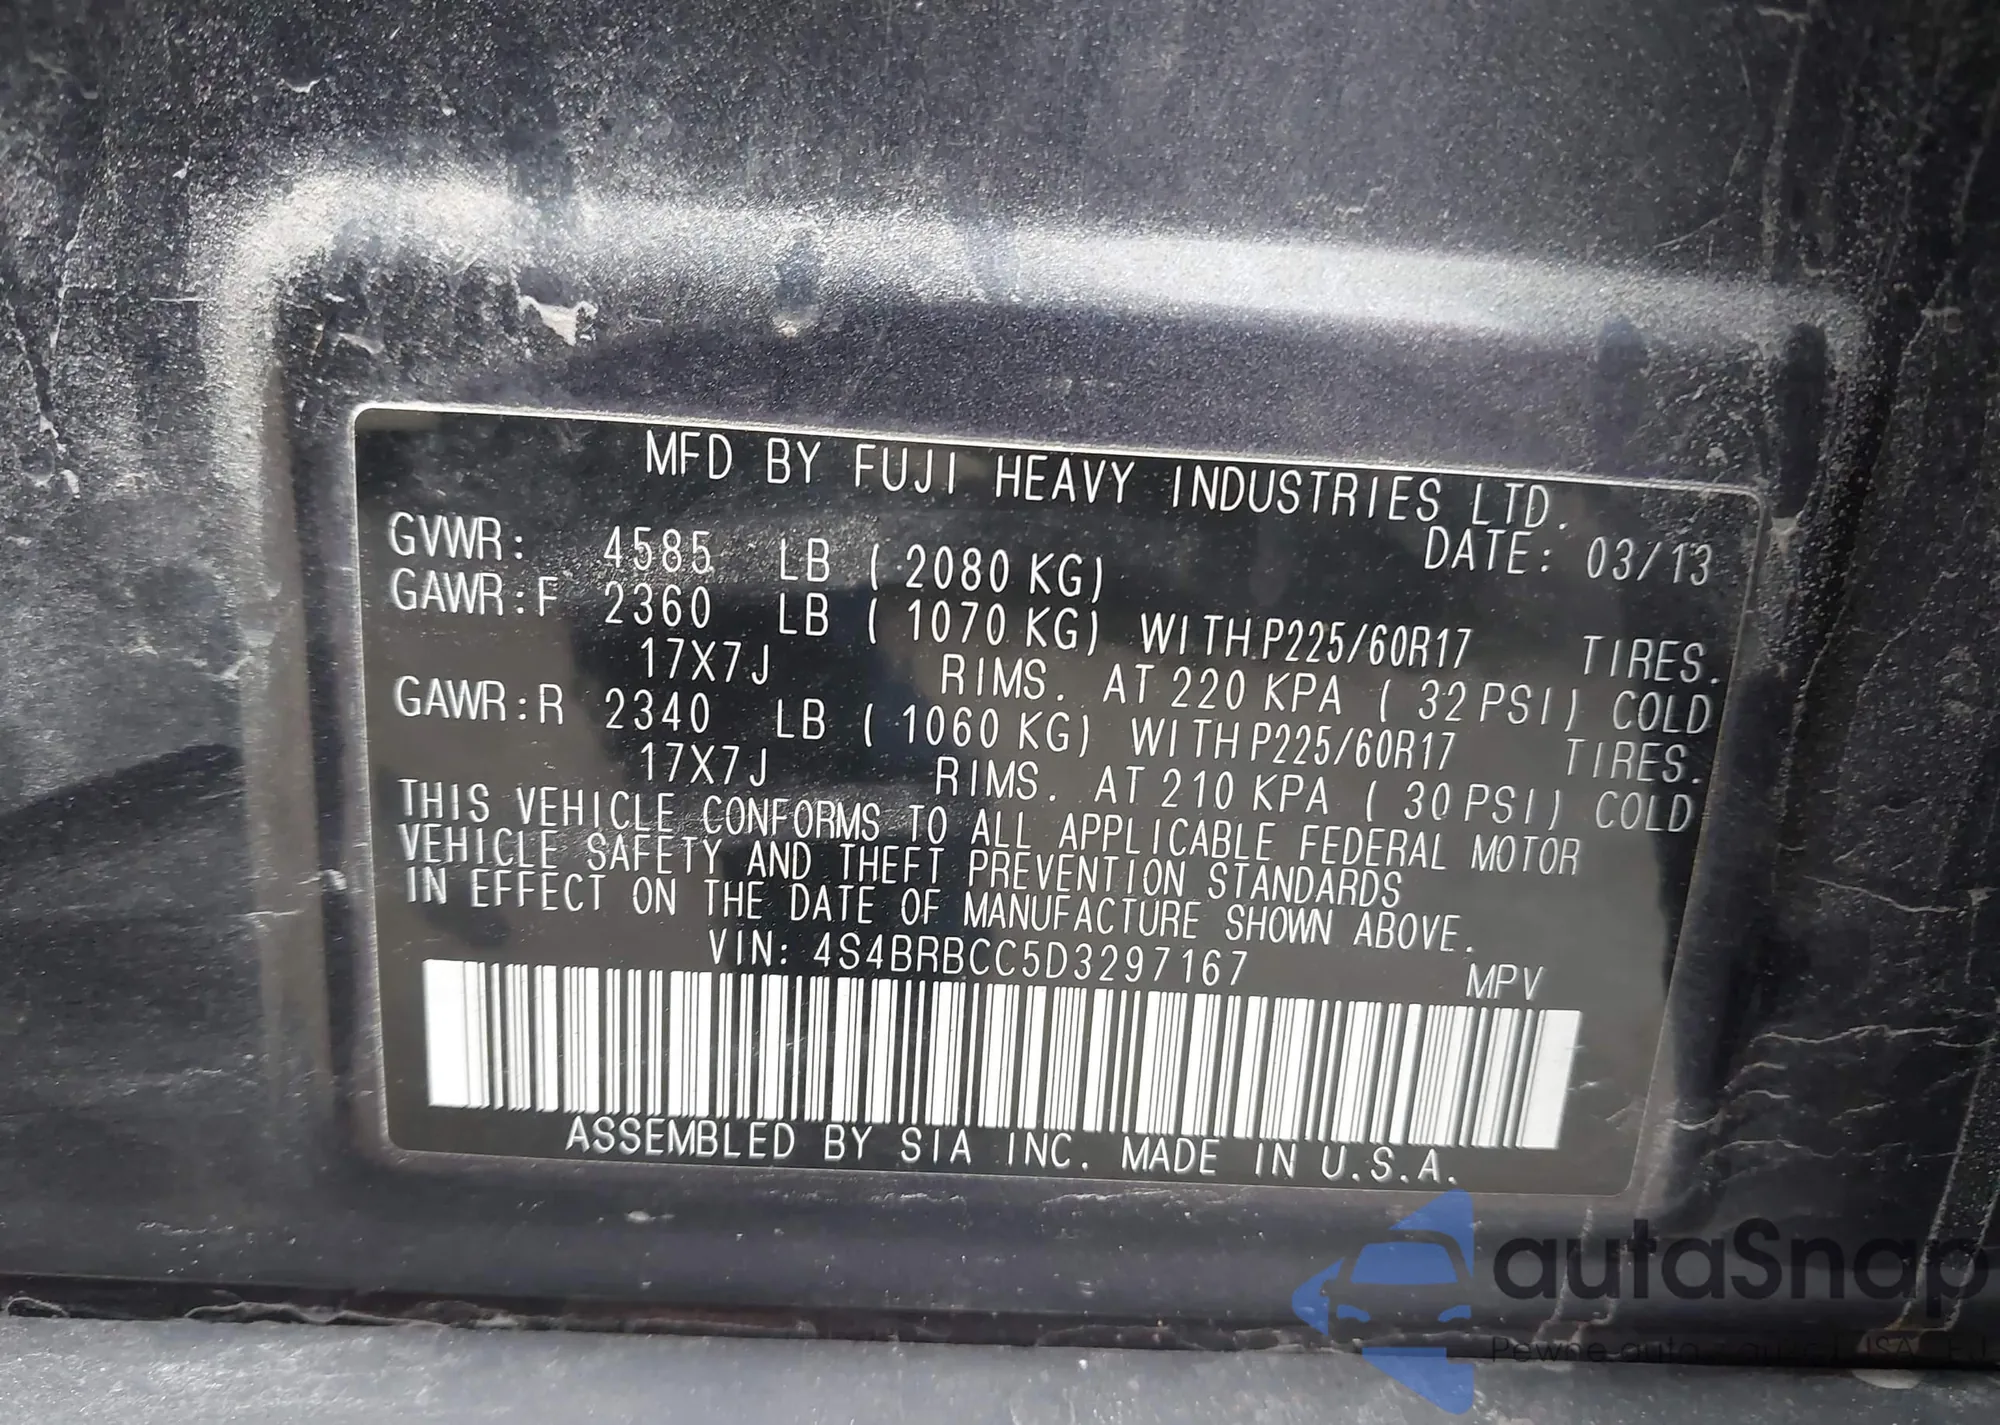 MFD BY FUJI HEAVY INDUSTRIES LTD.
DATE: 03/13
GVWR: 4585 LB ( 2080 KG)
GAWR:F 2360 LB ( 1070 KG) WITH P225/60R17 TIRES.
17X7J RIMS. AT 220 KPA ( 32 PSI) COLD
GAWR:R 2340 LB ( 1060 KG) WITH P225/60R17 TIRES.
17X7J RIMS. AT 210 KPA ( 30 PSI) COLD
THIS VEHICLE CONFORMS TO ALL APPLICABLE FEDERAL MOTOR
VEHICLE SAFETY AND THEFT PREVENTION STANDARDS
IN EFFECT ON THE DATE OF MANUFACTURE SHOWN ABOVE.
VIN: 4S4BRBCC5D3297167 MPV
ASSEMBLED BY SIA INC. MADE IN U.S.A.
autaSnap
Pewne auta